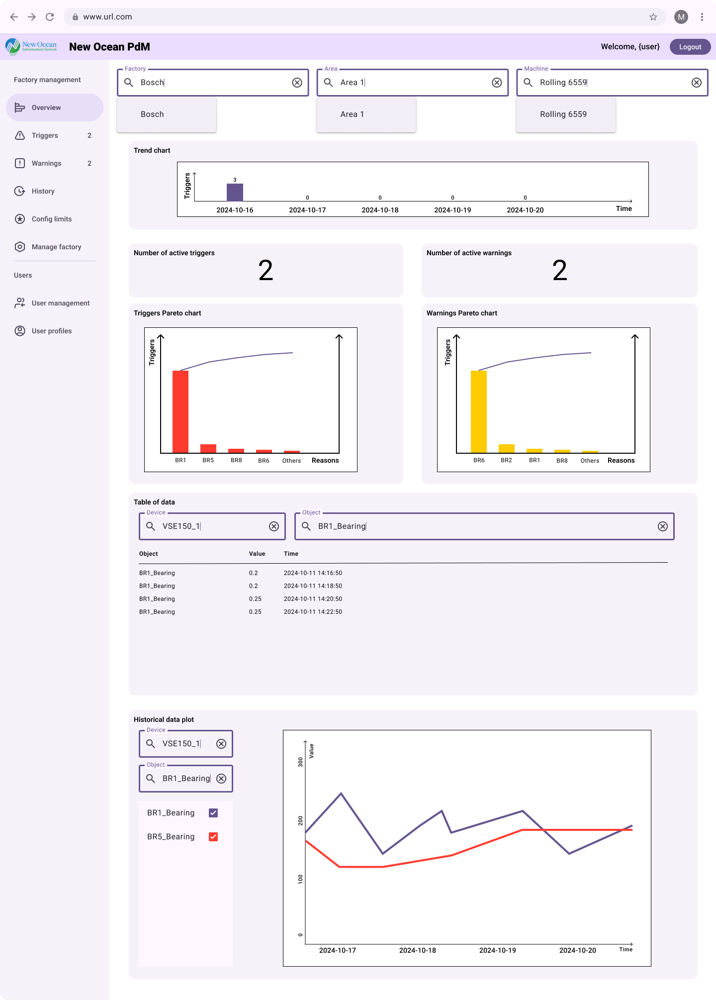 www.url.com
M
New Ocean
Information System
New Ocean PdM
Welcome, {user}
Logout
Factory management
Overview
Triggers 2
Warnings 2
History
Config limits
Manage factory
Users
User management
User profiles
Factory
Bosch
Bosch
Area
Area 1
Area 1
Machine
Rolling 6559
Rolling 6559
Trend chart
Triggers
3
0
0
0
0
2024-10-16
2024-10-17
2024-10-18
2024-10-19
2024-10-20
Time
Number of active triggers
2
Number of active warnings
2
Triggers Pareto chart
Triggers
BR1
BR5
BR8
BR6
Others
Reasons
Warnings Pareto chart
Triggers
BR6
BR2
BR1
BR8
Others
Reasons
Table of data
Device
VSE150_1
Object
BR1_Bearing
Object Value Time
BR1_Bearing 0.2 2024-10-11 14:16:50
BR1_Bearing 0.2 2024-10-11 14:18:50
BR1_Bearing 0.25 2024-10-11 14:20:50
BR1_Bearing 0.25 2024-10-11 14:22:50
Historical data plot
Device
VSE150_1
Object
BR1_Bearing
BR1_Bearing
BR5_Bearing
Value
300
200
100
0
2024-10-17
2024-10-18
2024-10-19
2024-10-20
Time